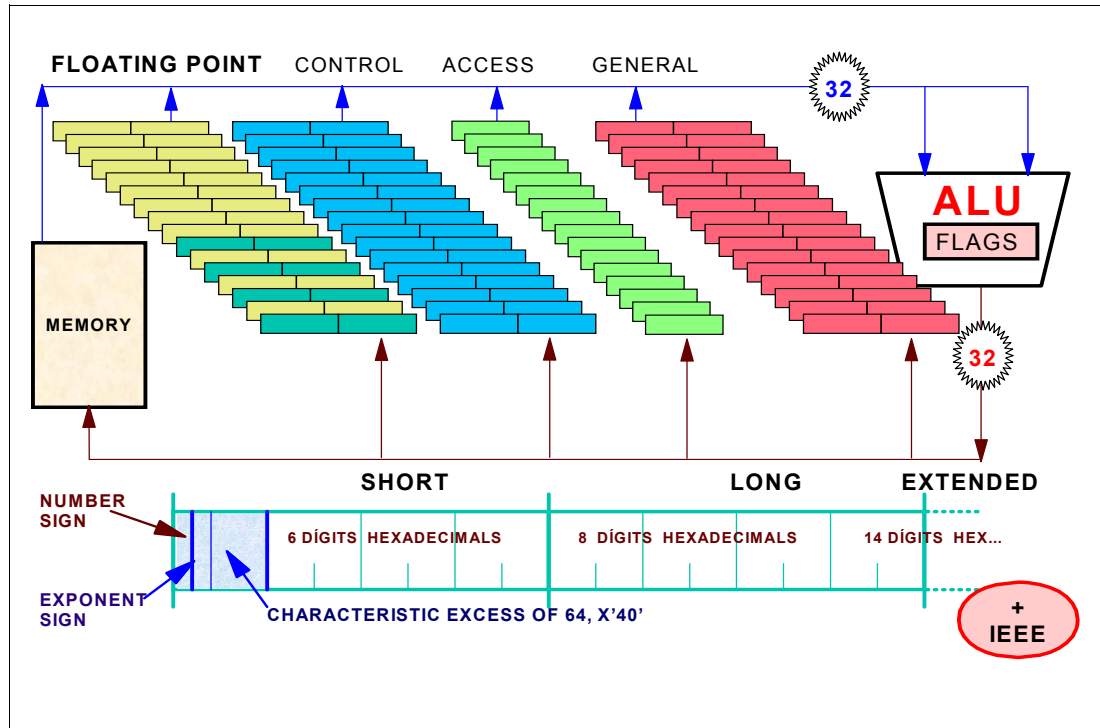 FLOATING POINT CONTROL ACCESS GENERAL
32
ALU
FLAGS
MEMORY
32
SHORT LONG EXTENDED
NUMBER
SIGN
6 DÍGITS HEXADECIMALS 8 DÍGITS HEXADECIMALS 14 DÍGITS HEX...
EXPONENT
SIGN
CHARACTERISTIC EXCESS OF 64, X'40'
+
IEEE